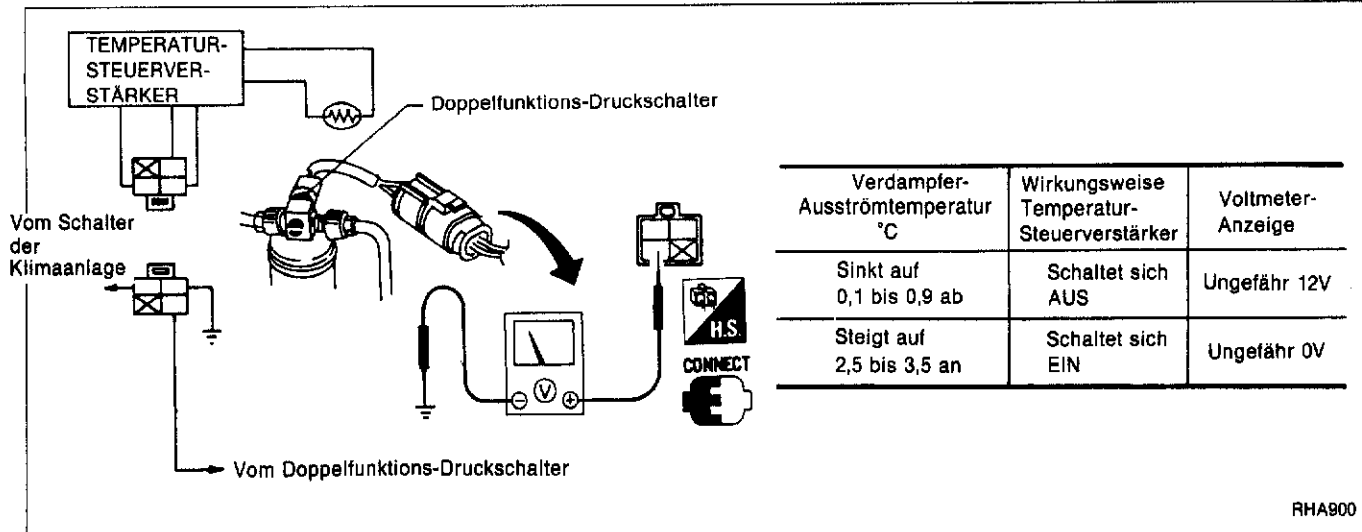 TEMPERATUR-
STEUERVER-
STÄRKER
Doppelfunktions-Druckschalter
Vom Schalter
der
Klimaanlage
Vom Doppelfunktions-Druckschalter
V
H.S.
CONNECT
Verdampfer-
Ausströmtemperatur
°C
Wirkungsweise
Temperatur-
Steuerverstärker
Voltmeter-
Anzeige
Sinkt auf
0,1 bis 0,9 ab
Schaltet sich
AUS
Ungefähr 12V
Steigt auf
2,5 bis 3,5 an
Schaltet sich
EIN
Ungefähr 0V
RHA900